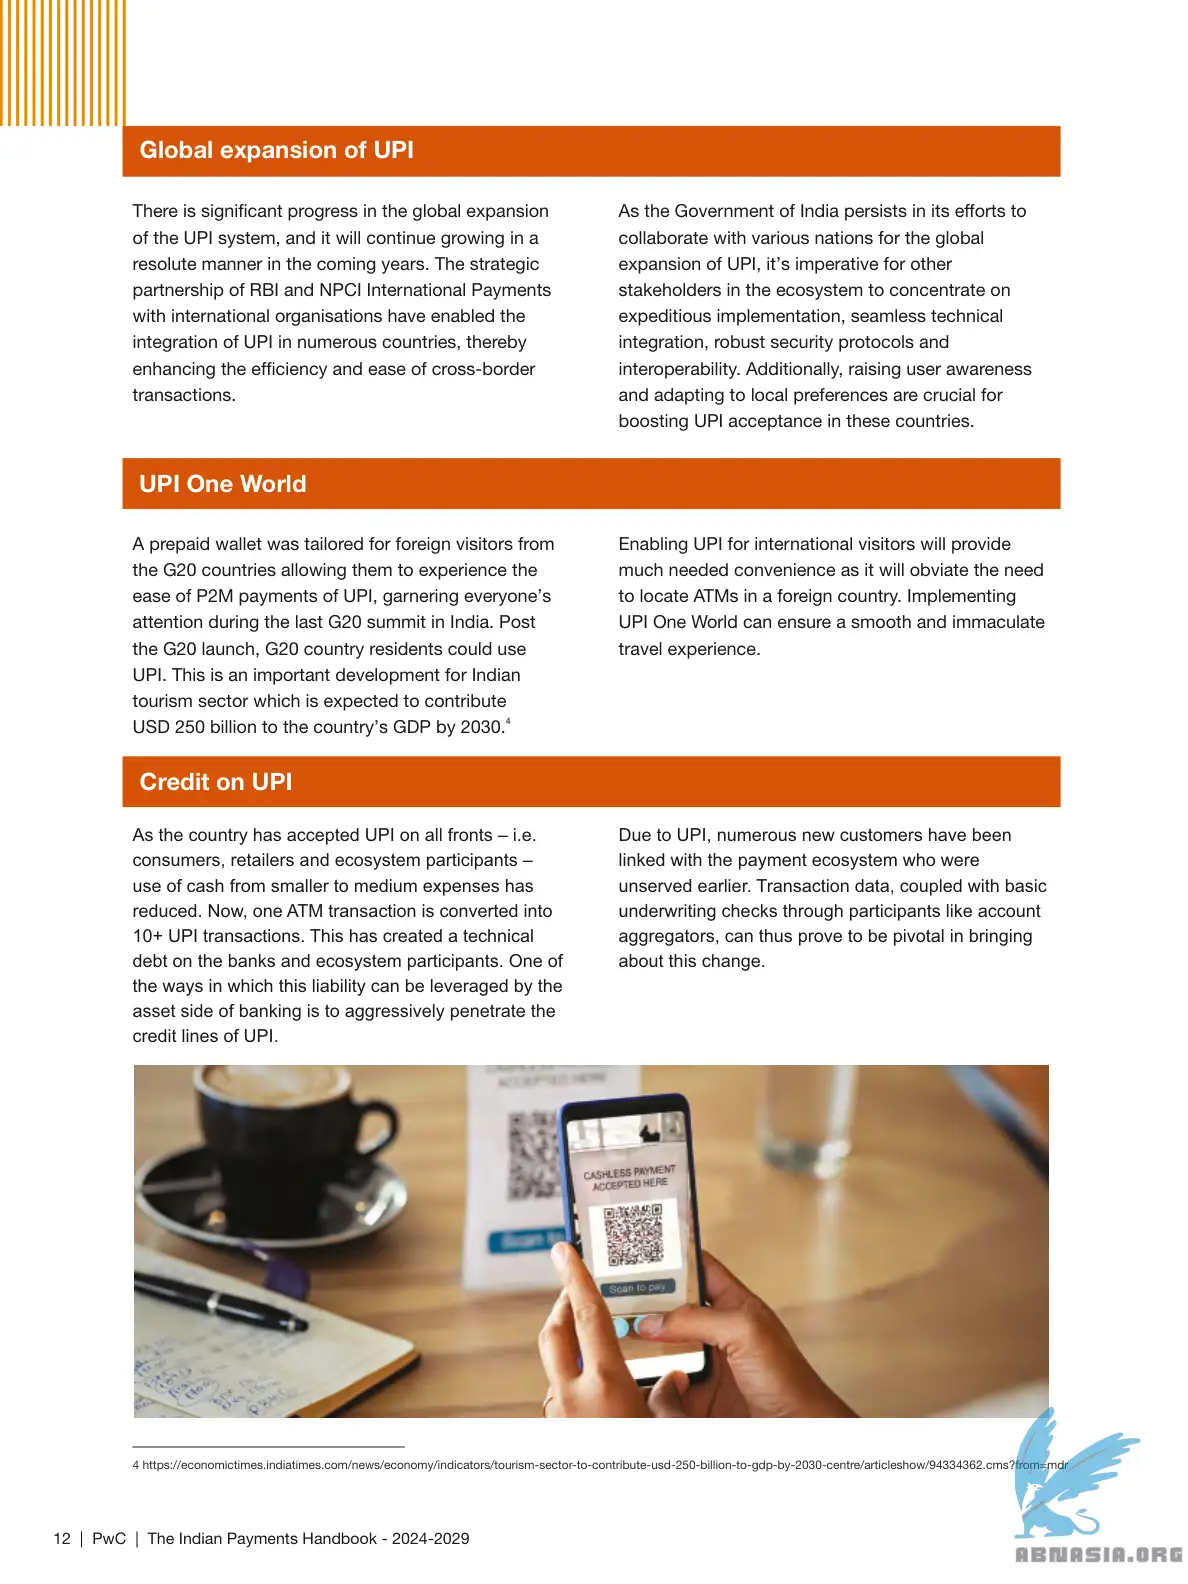 Global expansion of UPI
There is significant progress in the global expansion
of the UPI system, and it will continue growing in a
resolute manner in the coming years. The strategic
partnership of RBI and NPCI International Payments
with international organisations have enabled the
integration of UPI in numerous countries, thereby
enhancing the efficiency and ease of cross-border
transactions.
As the Government of India persists in its efforts to
collaborate with various nations for the global
expansion of UPI, it’s imperative for other
stakeholders in the ecosystem to concentrate on
expeditious implementation, seamless technical
integration, robust security protocols and
interoperability. Additionally, raising user awareness
and adapting to local preferences are crucial for
boosting UPI acceptance in these countries.
UPI One World
A prepaid wallet was tailored for foreign visitors from
the G20 countries allowing them to experience the
ease of P2M payments of UPI, garnering everyone’s
attention during the last G20 summit in India. Post
the G20 launch, G20 country residents could use
UPI. This is an important development for Indian
tourism sector which is expected to contribute
USD 250 billion to the country’s GDP by 2030.4
Enabling UPI for international visitors will provide
much needed convenience as it will obviate the need
to locate ATMs in a foreign country. Implementing
UPI One World can ensure a smooth and immaculate
travel experience.
Credit on UPI
As the country has accepted UPI on all fronts – i.e.
consumers, retailers and ecosystem participants –
use of cash from smaller to medium expenses has
reduced. Now, one ATM transaction is converted into
10+ UPI transactions. This has created a technical
debt on the banks and ecosystem participants. One of
the ways in which this liability can be leveraged by the
asset side of banking is to aggressively penetrate the
credit lines of UPI.
Due to UPI, numerous new customers have been
linked with the payment ecosystem who were
unserved earlier. Transaction data, coupled with basic
underwriting checks through participants like account
aggregators, can thus prove to be pivotal in bringing
about this change.
CASHLESS PAYMENT
ACCEPTED HERE
Scan to
CASHLESS PAYMENT
ACCEPTED HERE
Scan to pay
4 https://economictimes.indiatimes.com/news/economy/indicators/tourism-sector-to-contribute-usd-250-billion-to-gdp-by-2030-centre/articleshow/94334362.cms?from=mdr
12 | PwC | The Indian Payments Handbook - 2024-2029
ABNASIA.ORG